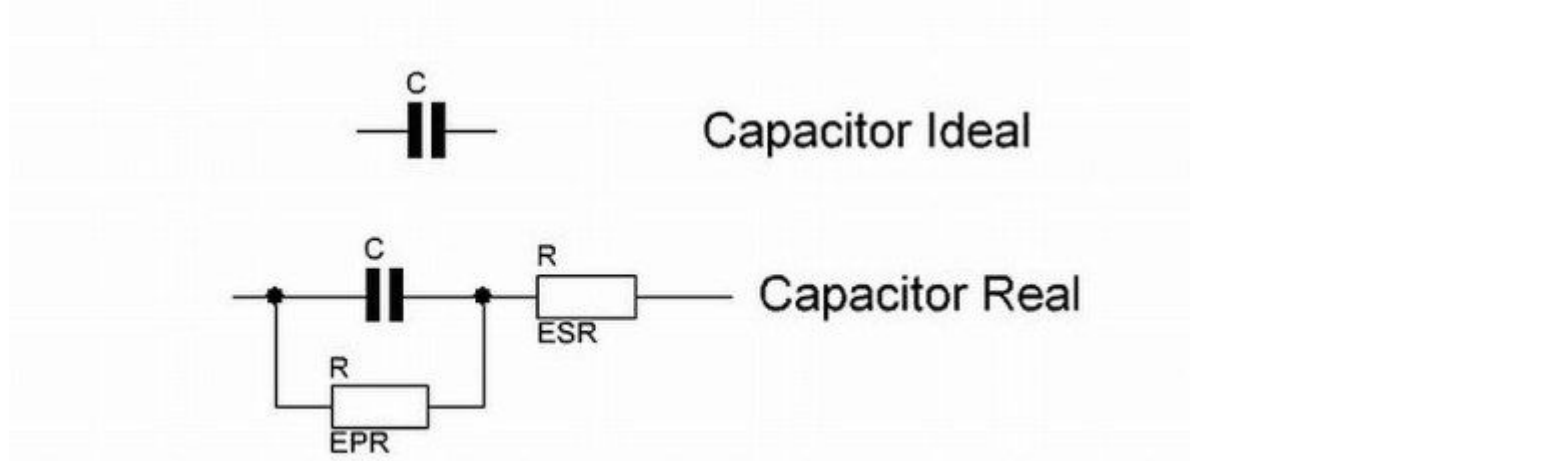 C
Capacitor Ideal
C
R
Capacitor Real
ESR
R
EPR